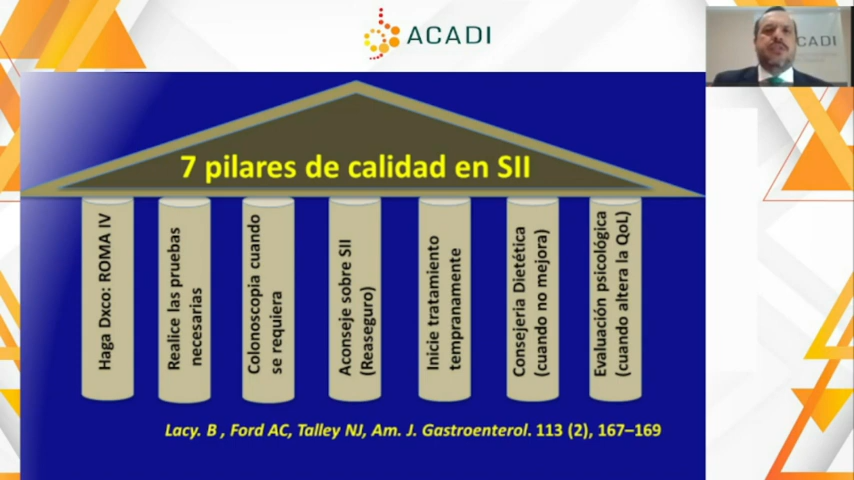 ACADI
CADI
7 pilares de calidad en SII
Haga Dxco: ROMA IV
Realice las pruebas
necesarias
Colonoscopia cuando
se requiera
Aconseje sobre SII
(Reaseguro)
Inicie tratamiento
tempranamente
Consejeria Dietética
(cuando no mejora)
Evaluación psicológica
(cuando altera la QoL)
Lacy. B , Ford AC, Talley NJ, Am. J. Gastroenterol. 113 (2), 167–169